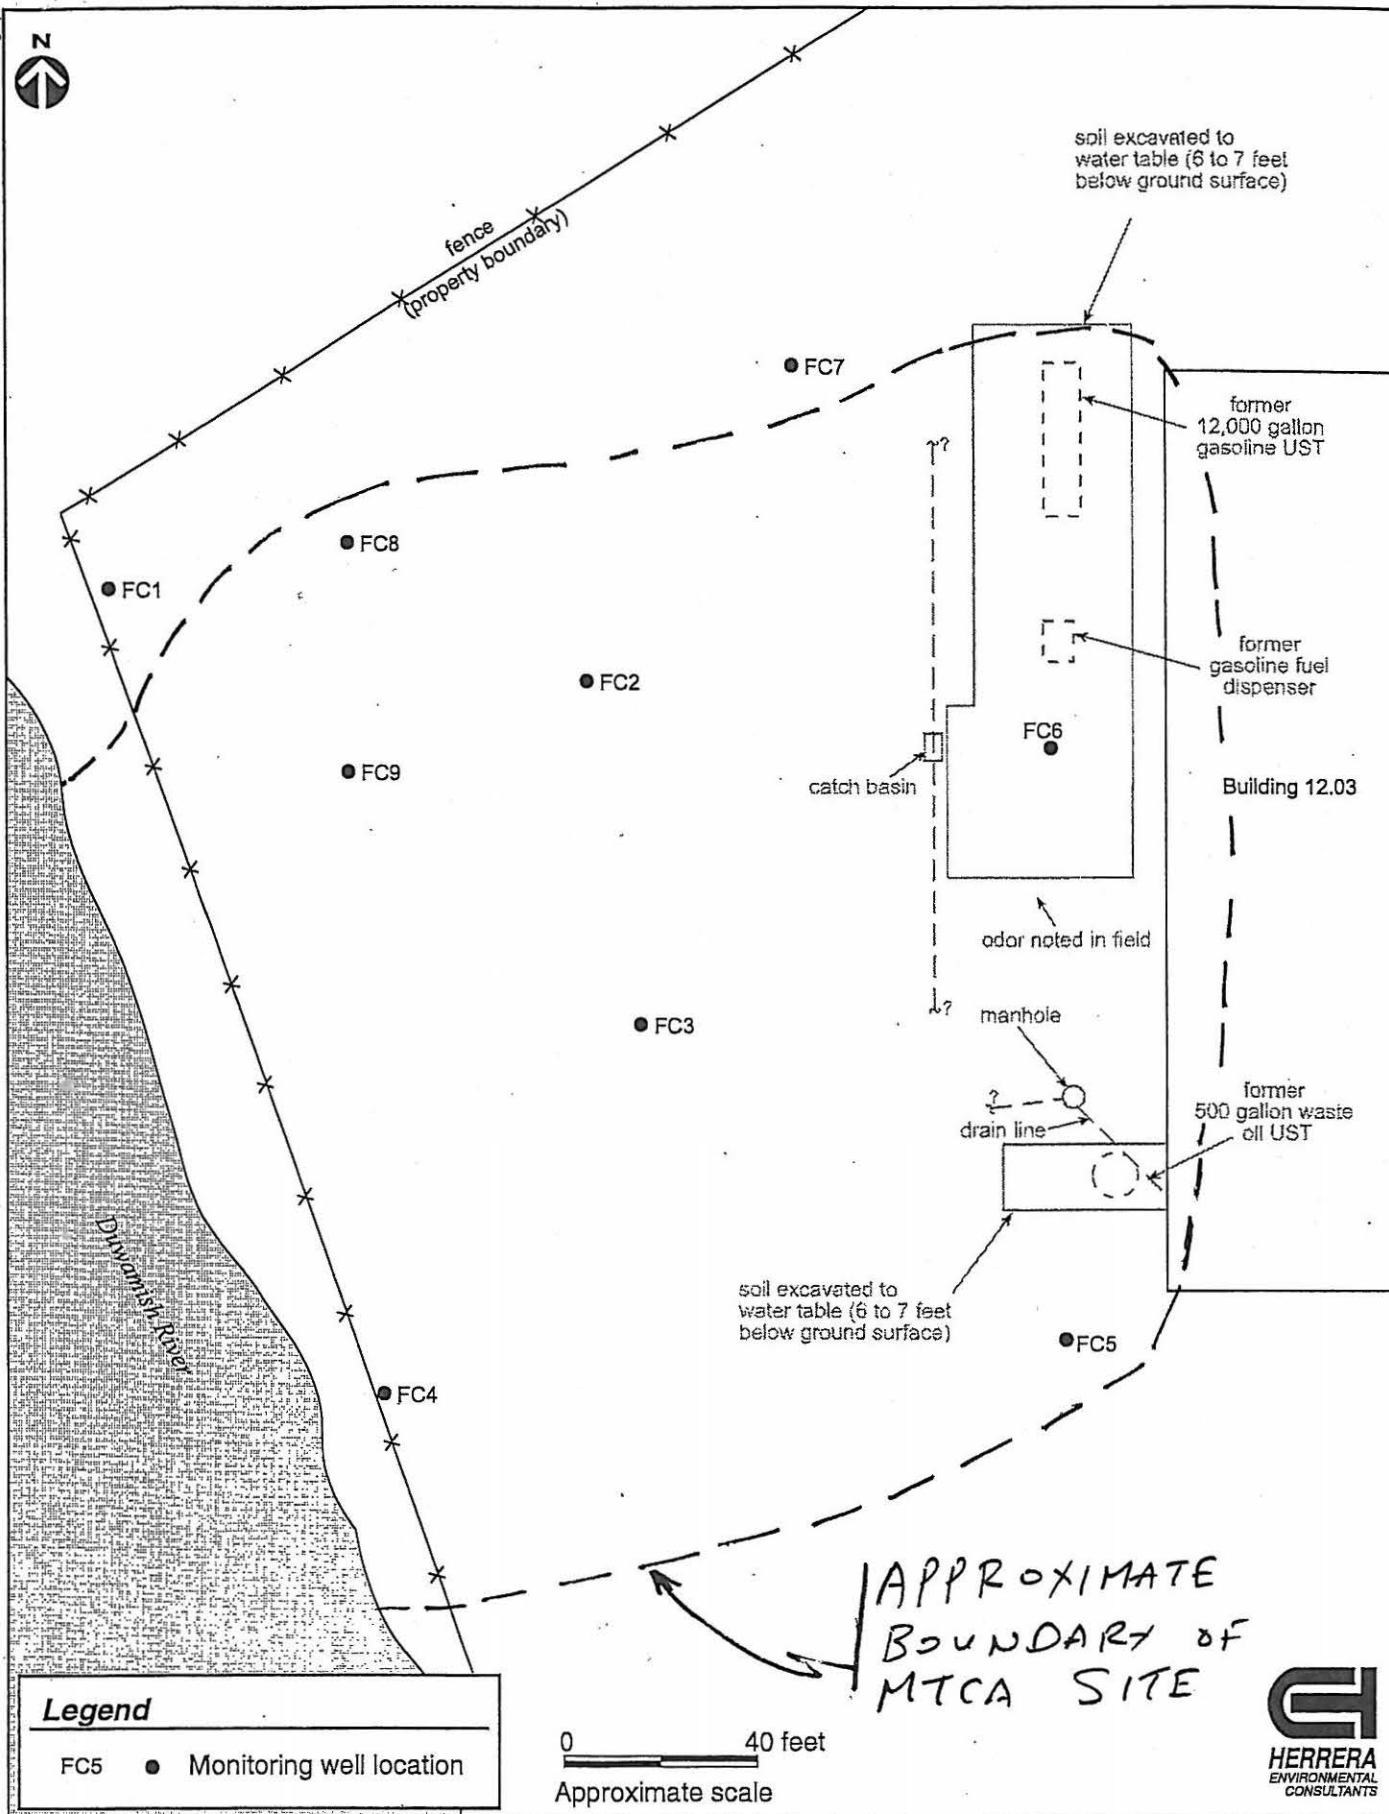 N
soil excavated to
water table (6 to 7 feet
below ground surface)
fence
(property boundary)
FC7
former
12,000 gallon
gasoline UST
?
FC8
FC1
former
gasoline fuel
dispenser
FC2
FC6
FC9
catch basin
Building 12.03
odor noted in field
?
manhole
FC3
?
drain line
former
500 gallon waste
oil UST
Duwamish River
soil excavated to
water table (6 to 7 feet
below ground surface)
FC5
FC4
APPROXIMATE
BOUNDARY OF
MTCA SITE
Legend
FC5 Monitoring well location
0 40 feet
Approximate scale
HERRERA
ENVIRONMENTAL
CONSULTANTS